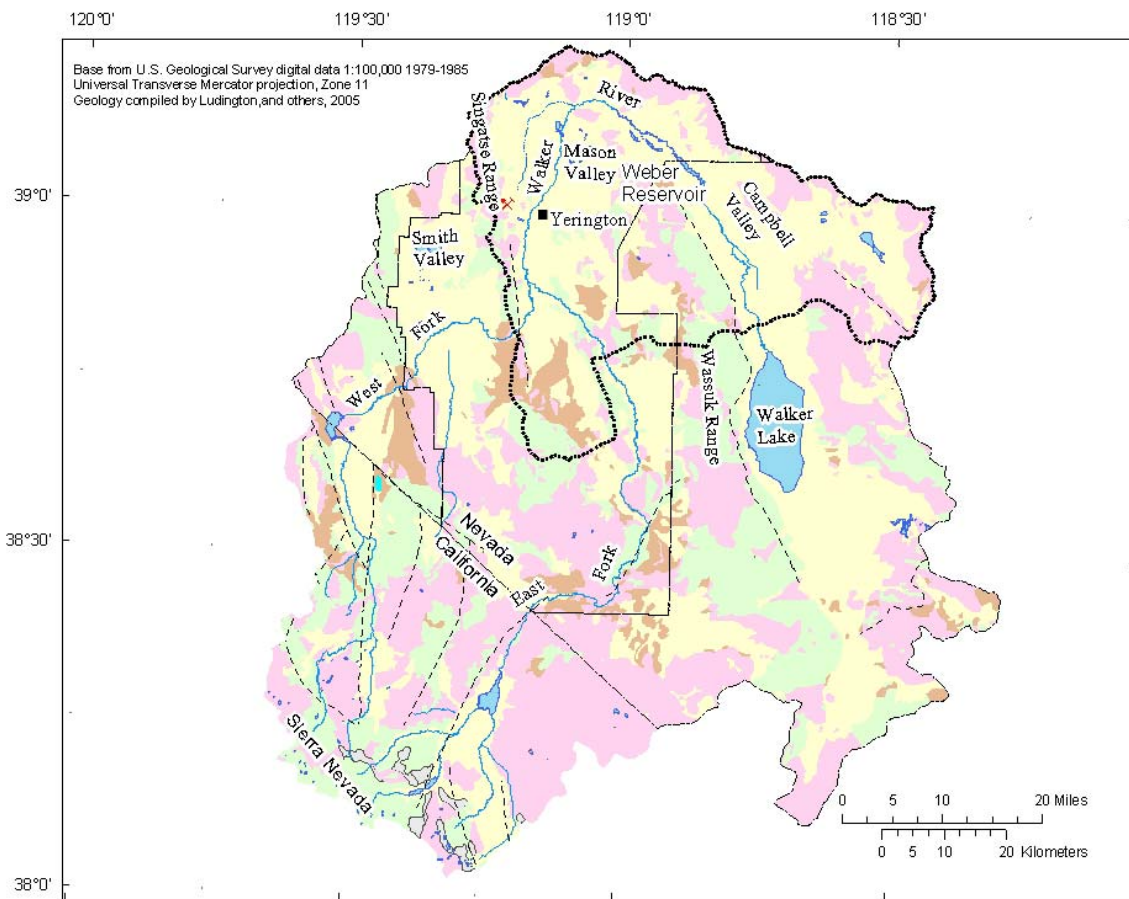 120°0' 119°30' 119°0' 118°30'
Base from U.S. Geological Survey digital data 1:100,000 1979-1985
Universal Transverse Mercator projection, Zone 11
Geology compiled by Ludington,and others, 2005
River
Singatse Range
Walker
Mason
Valley
Weber
Reservoir
39°0'
Campbell
Valley
Yerington
Smith
Valley
Fork
West
Wassuk Range
Walker
Lake
38°30'
Nevada
California
Fork
East
Sierra Nevada
0 5 10 20 Miles
0 5 10 20 Kilometers
38°0'